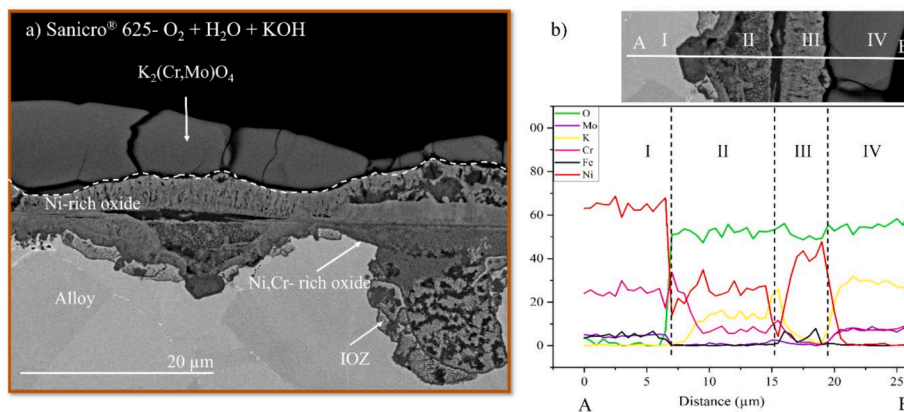 a) Sanicro® 625- O₂ + H₂O + KOH
K₂(Cr,Mo)O₄
Ni-rich oxide
Ni,Cr- rich oxide
Alloy
IOZ
20 µm
b)
A I II III IV
O
Mo
K
Cr
Fe
Ni
I II III IV
00
80
60
40
20
0
0 5 10 15 20 25
A Distance (µm)